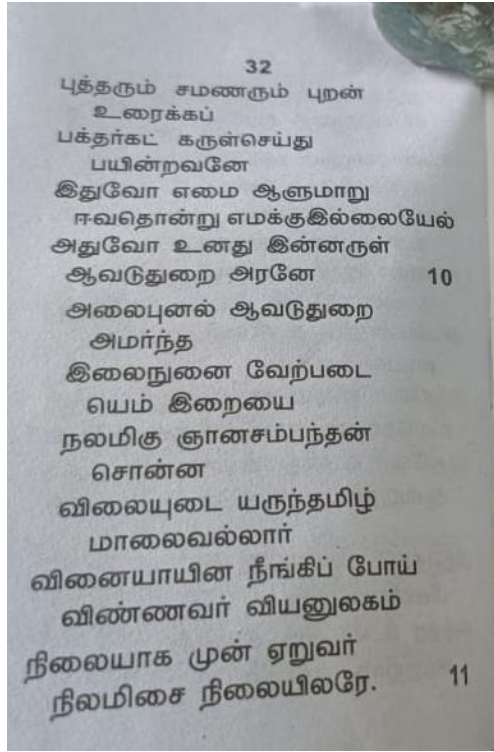 32
புத்தரும் சமணரும் புறன்
உரைக்கப்
பக்தர்கட் கருள்செய்து
பயின்றவனே
இதுவோ எமை ஆளுமாறு
ஈவதொன்று எமக்குஇல்லையேல்
அதுவோ உனது இன்னருள்
ஆவடுதுறை அரனே 10
அலைபுனல் ஆவடுதுறை
அமர்ந்த
இலைநுனை வேற்படை
யெம் இறையை
நலமிகு ஞானசம்பந்தன்
சொன்ன
விலையுடை யருந்தமிழ்
மாலைவல்லார்
வினையாயின நீங்கிப் போய்
விண்ணவர் வியனுலகம்
நிலையாக முன் ஏறுவர்
நிலமிசை நிலையிலரே. 11